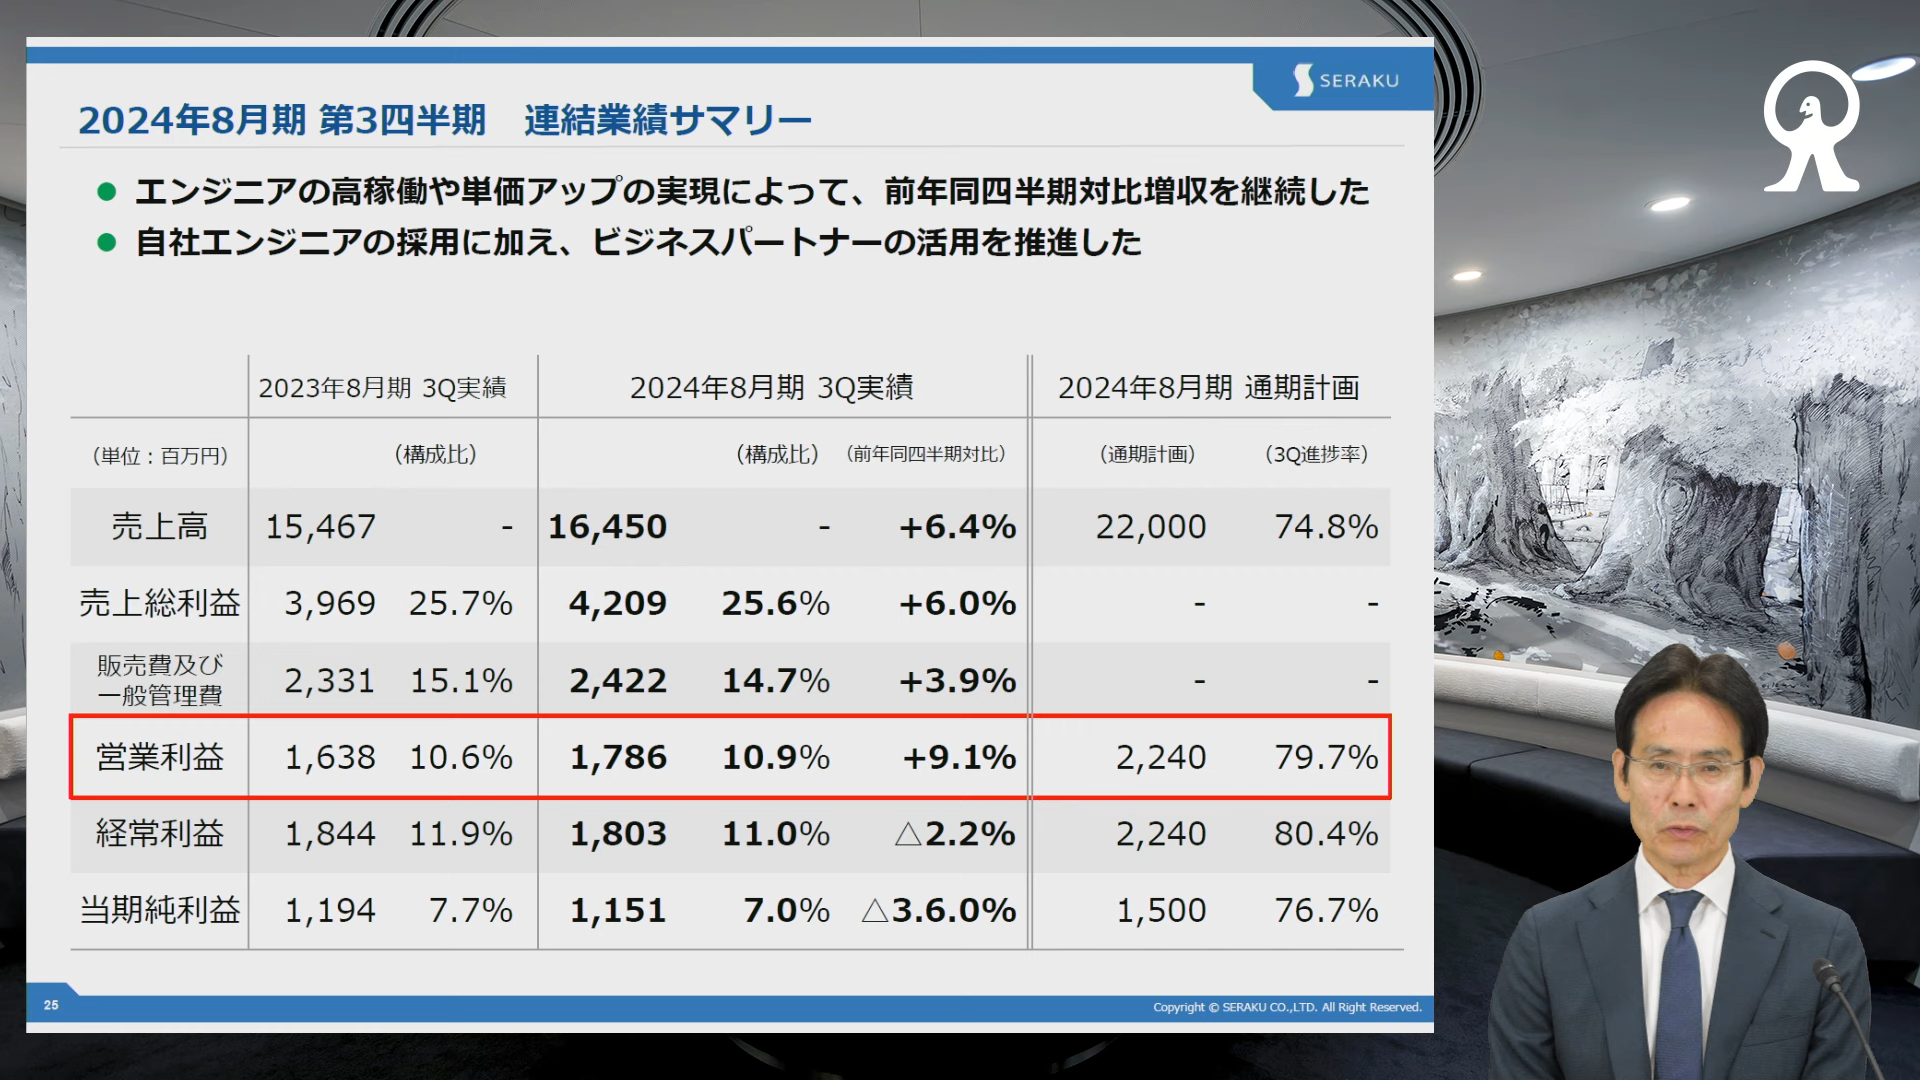 SERAKU
2024年8月期 第3四半期　連結業績サマリー
● エンジニアの高稼働や単価アップの実現によって、前年同四半期対比増収を継続した
● 自社エンジニアの採用に加え、ビジネスパートナーの活用を推進した
2023年8月期 3Q実績 2024年8月期 3Q実績 2024年8月期 通期計画
（単位：百万円） （構成比） （構成比） （前年同四半期対比） （通期計画） （3Q進捗率）
売上高 15,467 - 16,450 - +6.4% 22,000 74.8%
売上総利益 3,969 25.7% 4,209 25.6% +6.0% - -
販売費及び
一般管理費 2,331 15.1% 2,422 14.7% +3.9% - -
営業利益 1,638 10.6% 1,786 10.9% +9.1% 2,240 79.7%
経常利益 1,844 11.9% 1,803 11.0% △2.2% 2,240 80.4%
当期純利益 1,194 7.7% 1,151 7.0% △3.6.0% 1,500 76.7%
25
Copyright © SERAKU CO.,LTD. All Right Reserved.